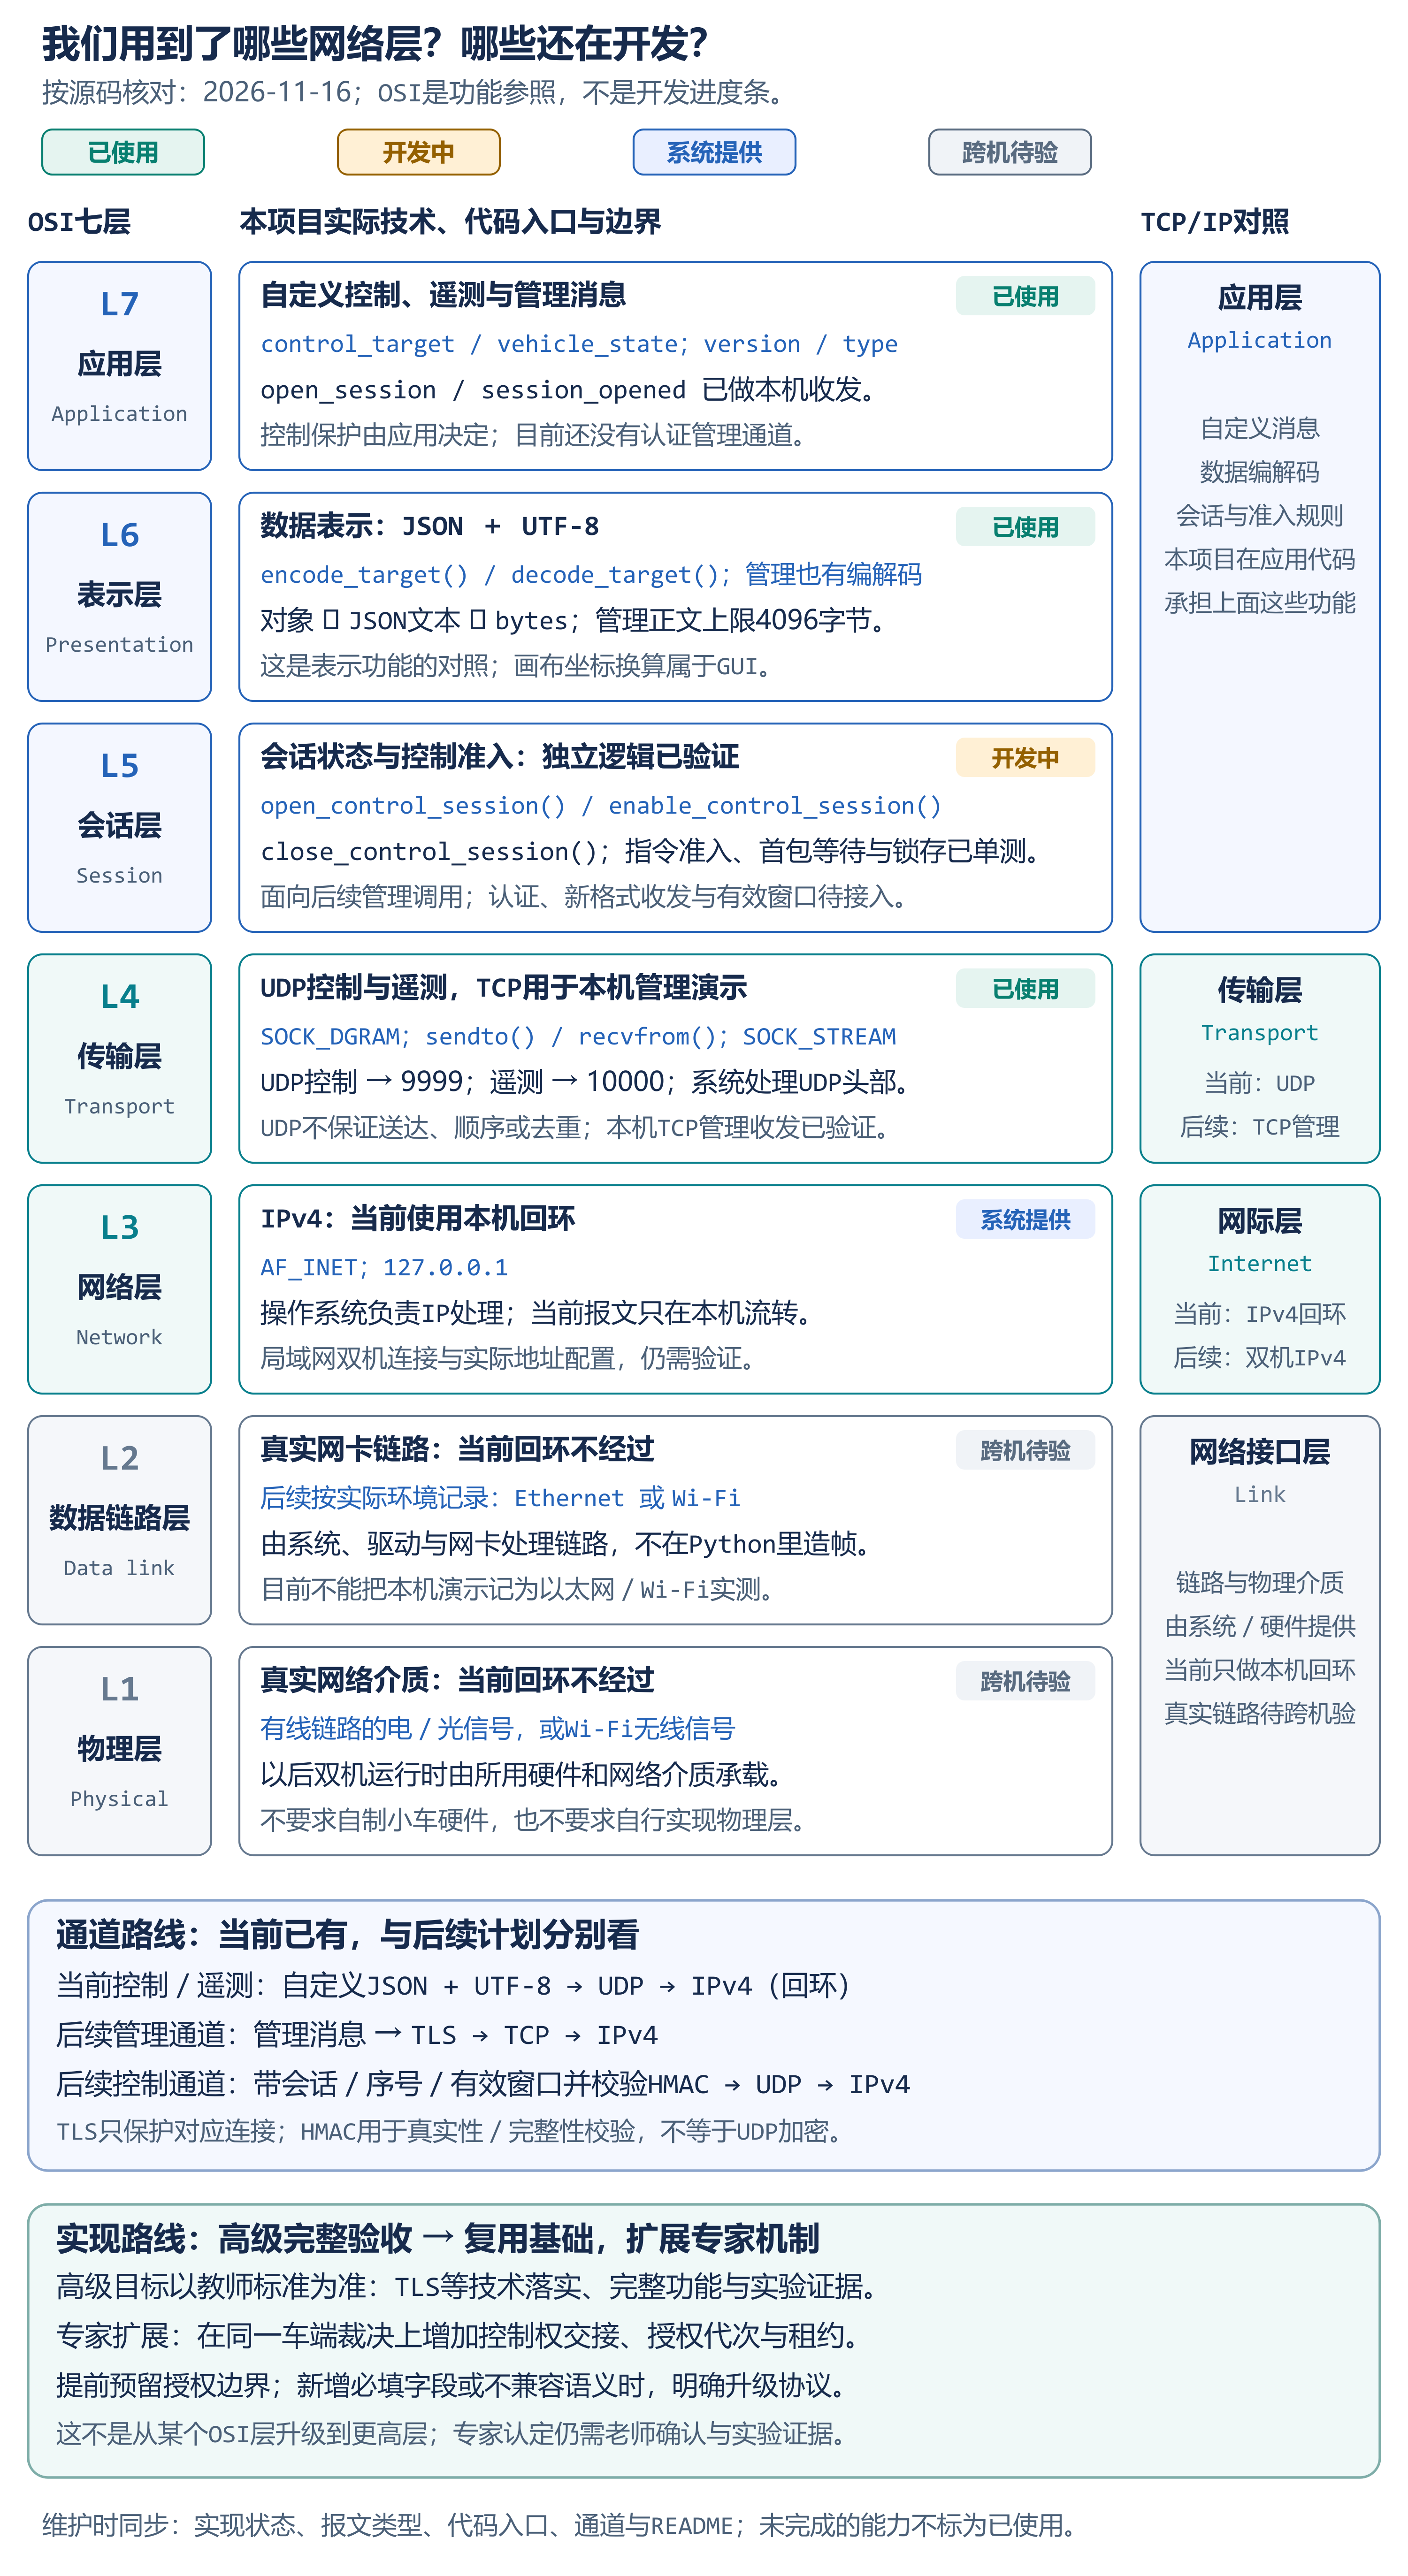 我们用到了哪些网络层？哪些还在开发？
按源码核对：2026-11-16；OSI是功能参照，不是开发进度条。
已使用
开发中
系统提供
跨机待验
OSI七层
本项目实际技术、代码入口与边界
TCP/IP对照
L7
应用层
Application
自定义控制、遥测与管理消息
已使用
control_target / vehicle_state；version / type
open_session / session_opened 已做本机收发。
控制保护由应用决定；目前还没有认证管理通道。
L6
表示层
Presentation
数据表示：JSON + UTF-8
已使用
encode_target() / decode_target()；管理也有编解码
对象 □ JSON文本 □ bytes；管理正文上限4096字节。
这是表示功能的对照；画布坐标换算属于GUI。
L5
会话层
Session
会话状态与控制准入：独立逻辑已验证
开发中
open_control_session() / enable_control_session()
close_control_session()；指令准入、首包等待与锁存已单测。
面向后续管理调用；认证、新格式收发与有效窗口待接入。
应用层
Application
自定义消息
数据编解码
会话与准入规则
本项目在应用代码
承担上面这些功能
L4
传输层
Transport
UDP控制与遥测，TCP用于本机管理演示
已使用
SOCK_DGRAM；sendto() / recvfrom()；SOCK_STREAM
UDP控制 → 9999；遥测 → 10000；系统处理UDP头部。
UDP不保证送达、顺序或去重；本机TCP管理收发已验证。
传输层
Transport
当前：UDP
后续：TCP管理
L3
网络层
Network
IPv4：当前使用本机回环
系统提供
AF_INET；127.0.0.1
操作系统负责IP处理；当前报文只在本机流转。
局域网双机连接与实际地址配置，仍需验证。
网际层
Internet
当前：IPv4回环
后续：双机IPv4
L2
数据链路层
Data link
真实网卡链路：当前回环不经过
跨机待验
后续按实际环境记录：Ethernet 或 Wi-Fi
由系统、驱动与网卡处理链路，不在Python里造帧。
目前不能把本机演示记为以太网 / Wi-Fi实测。
L1
物理层
Physical
真实网络介质：当前回环不经过
跨机待验
有线链路的电 / 光信号，或Wi-Fi无线信号
以后双机运行时由所用硬件和网络介质承载。
不要求自制小车硬件，也不要求自行实现物理层。
网络接口层
Link
链路与物理介质
由系统 / 硬件提供
当前只做本机回环
真实链路待跨机验
通道路线：当前已有，与后续计划分别看
当前控制 / 遥测：自定义JSON + UTF-8 → UDP → IPv4（回环）
后续管理通道：管理消息 → TLS → TCP → IPv4
后续控制通道：带会话 / 序号 / 有效窗口并校验HMAC → UDP → IPv4
TLS只保护对应连接；HMAC用于真实性 / 完整性校验，不等于UDP加密。
实现路线：高级完整验收 → 复用基础，扩展专家机制
高级目标以教师标准为准：TLS等技术落实、完整功能与实验证据。
专家扩展：在同一车端裁决上增加控制权交接、授权代次与租约。
提前预留授权边界；新增必填字段或不兼容语义时，明确升级协议。
这不是从某个OSI层升级到更高层；专家认定仍需老师确认与实验证据。
维护时同步：实现状态、报文类型、代码入口、通道与README；未完成的能力不标为已使用。